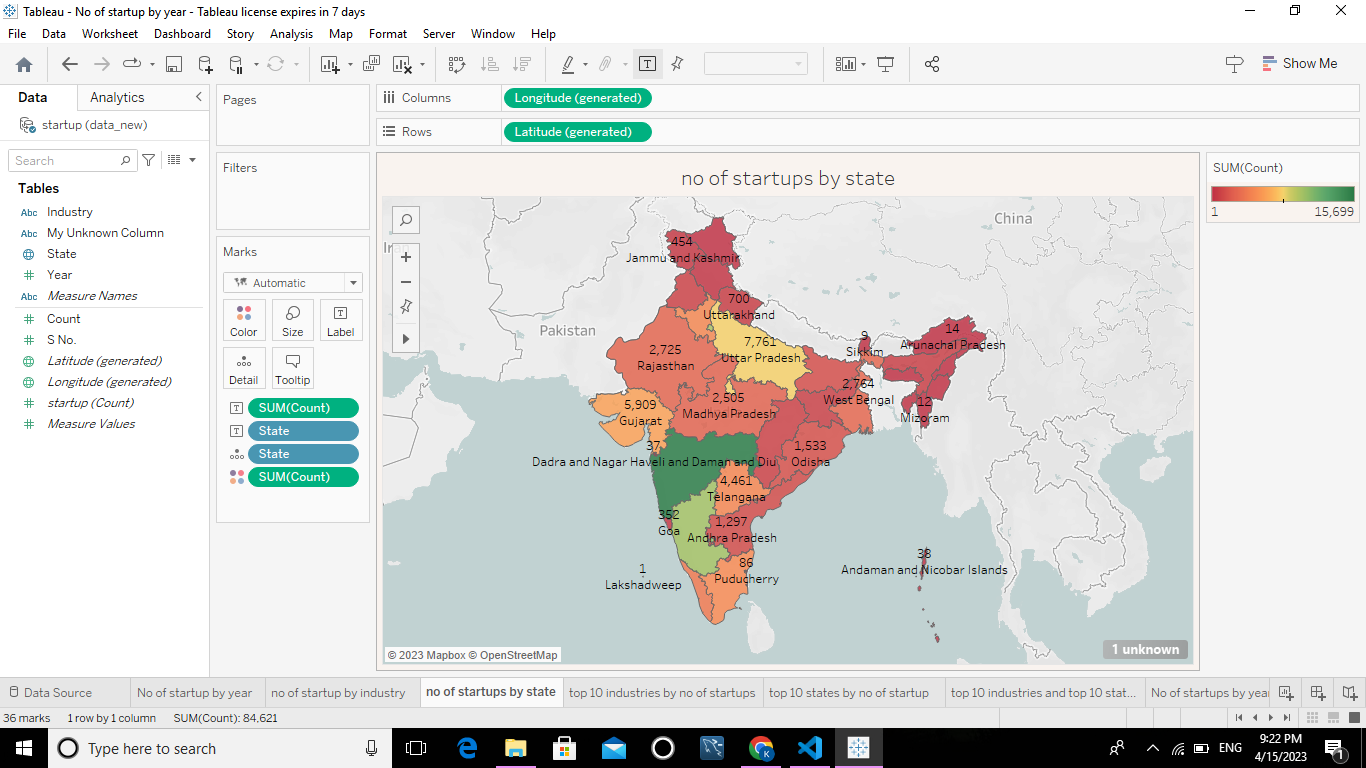 Tableau - No of startup by year - Tableau license expires in 7 days
File Data Worksheet Dashboard Story Analysis Map Format Server Window Help
Show Me
Data Analytics
startup (data_new)
Search
Tables
Abc Industry
Abc My Unknown Column
State
Year
Abc Measure Names
Count
S No.
Latitude (generated)
Longitude (generated)
startup (Count)
Measure Values
Pages
Filters
Marks
Automatic
Color Size Label
Detail Tooltip
SUM(Count)
State
State
SUM(Count)
Columns Longitude (generated)
Rows Latitude (generated)
no of startups by state
China
Pakistan
454
Jammu and Kashmir
700
Uttarakhand
7,761
Uttar Pradesh
9
Sikkim
14
Arunachal Pradesh
2,725
Rajasthan
2,505
Madhya Pradesh
2,764
West Bengal
12
Mizoram
5,909
Gujarat
37
Dadra and Nagar Haveli and Daman and Diu
1,533
Odisha
4,461
Telangana
352
Goa
1,297
Andhra Pradesh
1
Lakshadweep
86
Puducherry
38
Andaman and Nicobar Islands
© 2023 Mapbox © OpenStreetMap
1 unknown
SUM(Count)
1 15,699
Data Source No of startup by year no of startup by industry no of startups by state top 10 industries by no of startups top 10 states by no of startup top 10 industries and top 10 stat... No of startups by yea
36 marks 1 row by 1 column SUM(Count): 84,621
Type here to search
ENG
9:22 PM
4/15/2023
1